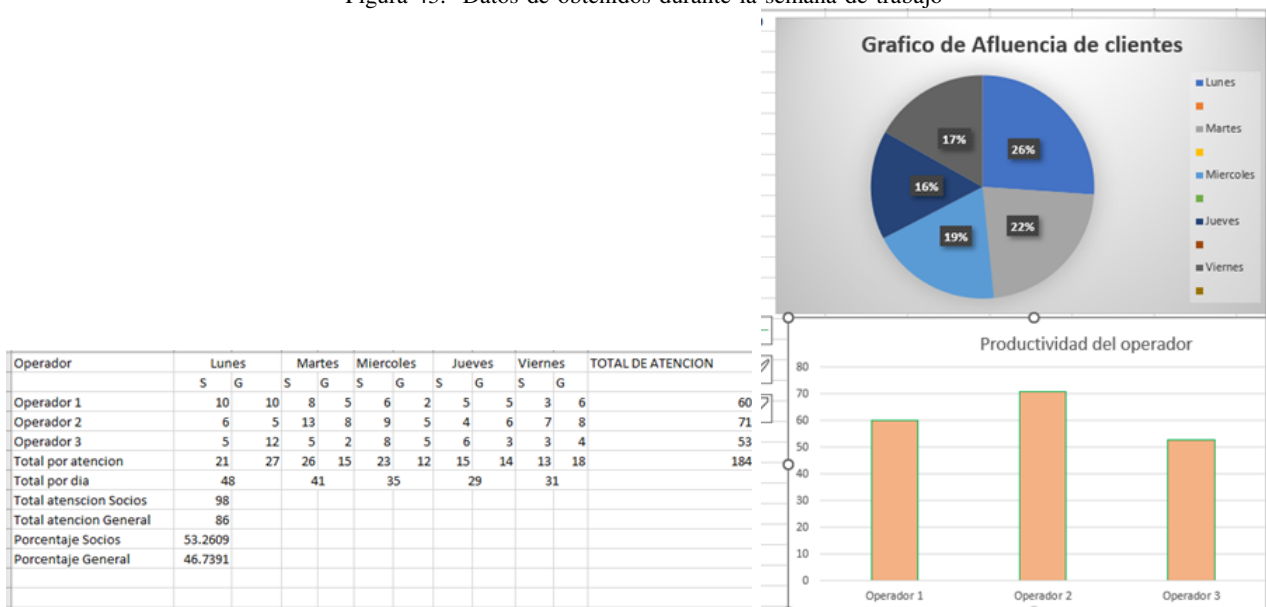 Figura 45. Datos de obtenidos durante la semana de trabajo
Grafico de Afluencia de clientes
17%
26%
16%
22%
19%
Lunes
Martes
Miercoles
Jueves
Viernes
Operador Lunes Martes Miercoles Jueves Viernes TOTAL DE ATENCION
S G S G S G S G S G
Operador 1 10 10 8 5 6 2 5 5 3 6 60
Operador 2 6 5 13 8 9 5 4 6 7 8 71
Operador 3 5 12 5 2 8 5 6 3 3 4 53
Total por atencion 21 27 26 15 23 12 15 14 13 18 184
Total por dia 48 41 35 29 31
Total atenscion Socios 98
Total atencion General 86
Porcentaje Socios 53.2609
Porcentaje General 46.7391
Productividad del operador
80
70
60
50
40
30
20
10
0
Operador 1 Operador 2 Operador 3